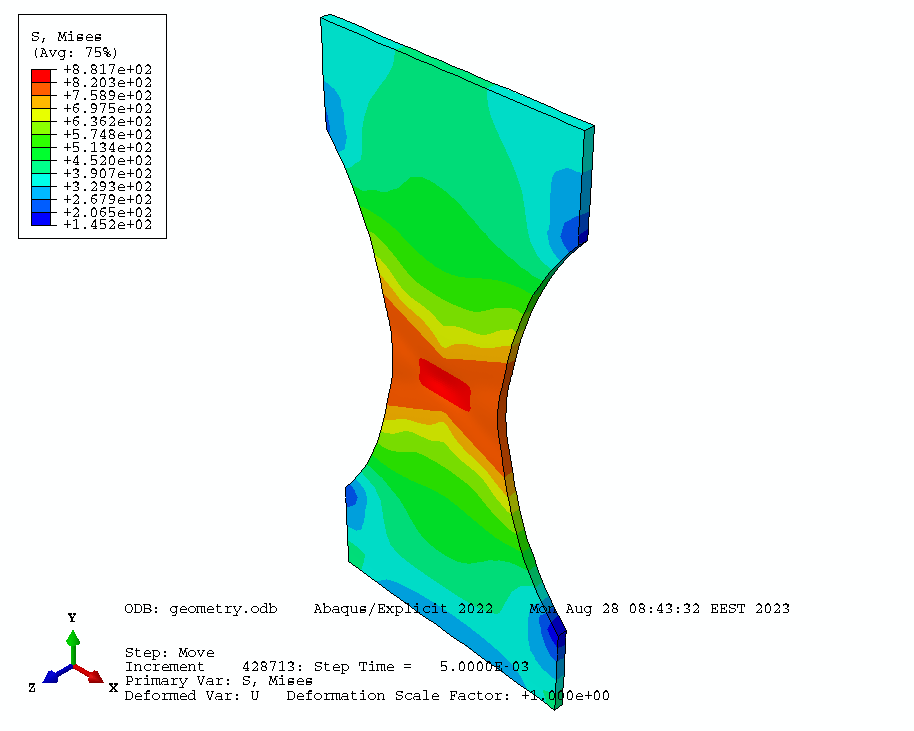 S, Mises
(Avg: 75%)
+8.817e+02
+8.203e+02
+7.589e+02
+6.975e+02
+6.362e+02
+5.748e+02
+5.134e+02
+4.520e+02
+3.907e+02
+3.293e+02
+2.679e+02
+2.065e+02
+1.452e+02
ODB: geometry.odb    Abaqus/Explicit 2022    Mon Aug 28 08:43:32 EEST 2023
Y
Z
X
Step: Move
Increment    428713: Step Time =    5.0000E-03
Primary Var: S, Mises
Deformed Var: U   Deformation Scale Factor: +1.000e+00